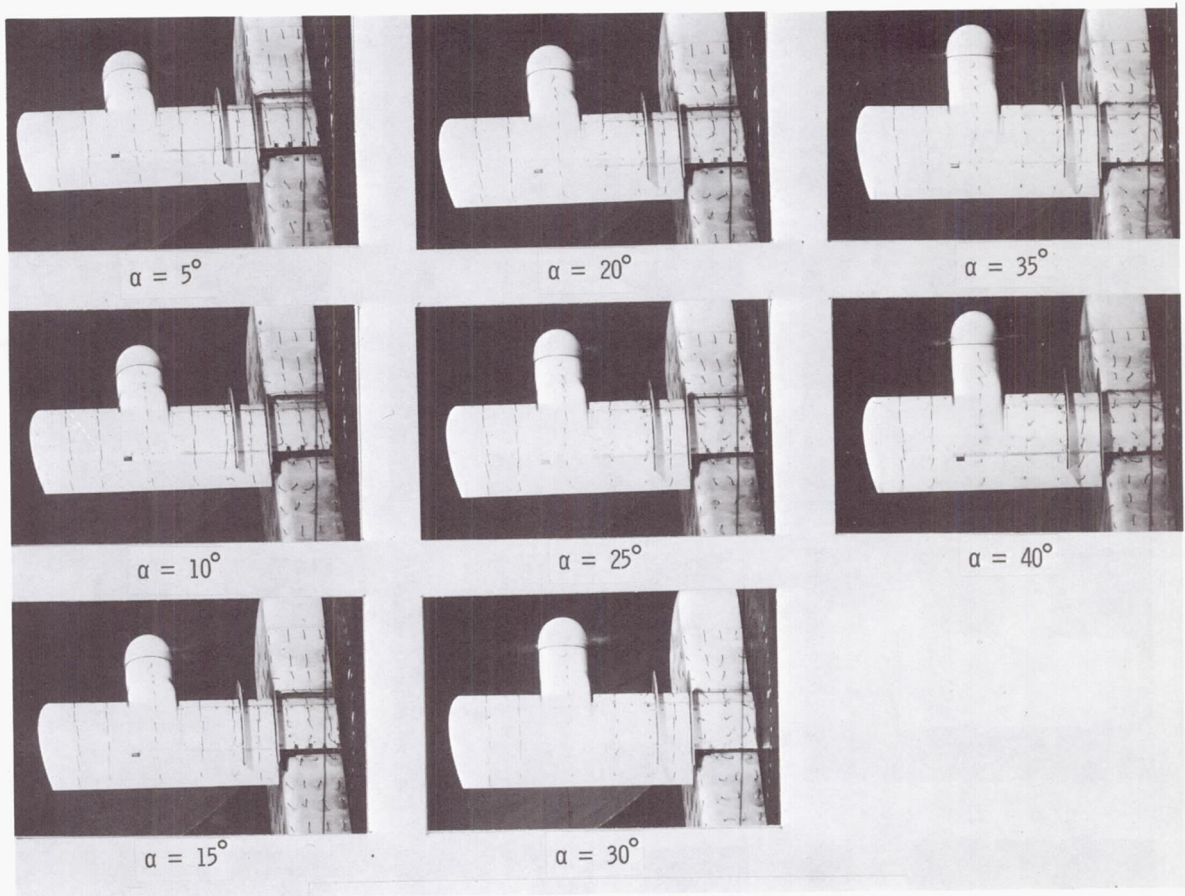 α = 5°
α = 20°
α = 35°
α = 10°
α = 25°
α = 40°
α = 15°
α = 30°